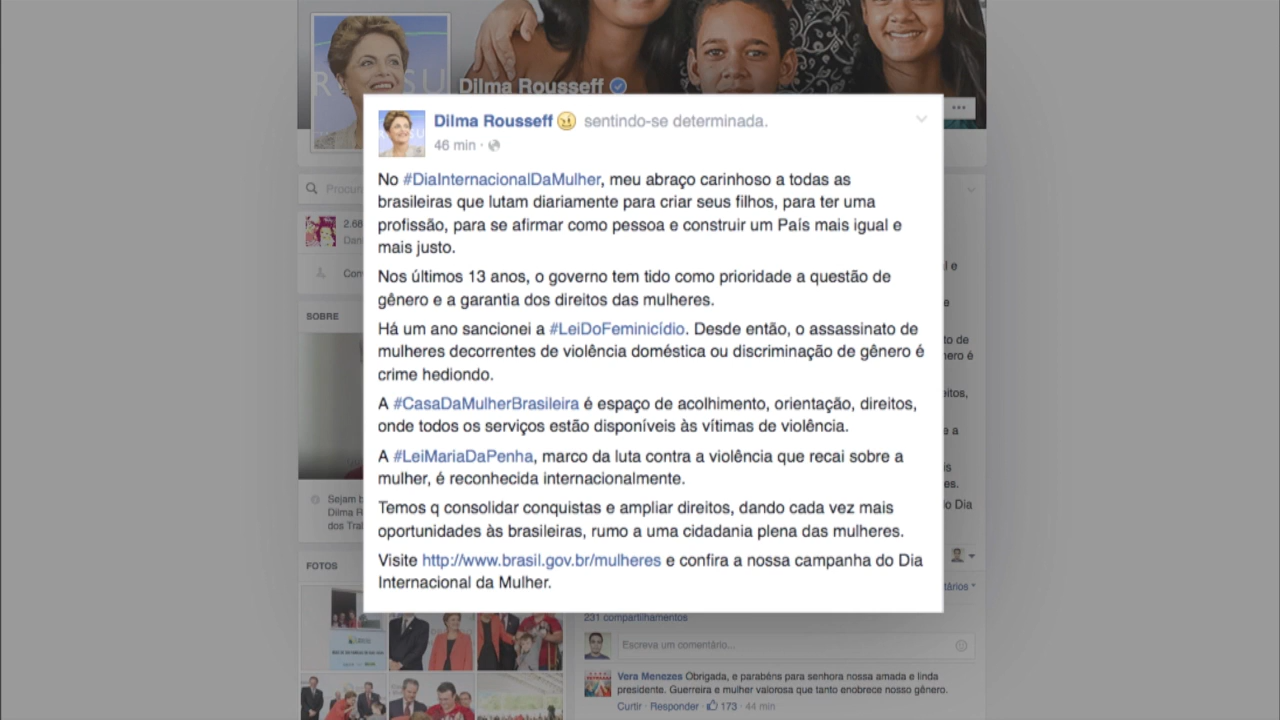 Dilma Rousseff
Dilma Rousseff sentindo-se determinada.
46 min
No #DiaInternacionalDaMulher, meu abraço carinhoso a todas as
brasileiras que lutam diariamente para criar seus filhos, para ter uma
profissão, para se afirmar como pessoa e construir um País mais igual e
mais justo.
Nos últimos 13 anos, o governo tem tido como prioridade a questão de
gênero e a garantia dos direitos das mulheres.
Há um ano sancionei a #LeiDoFeminicídio. Desde então, o assassinato de
mulheres decorrentes de violência doméstica ou discriminação de gênero é
crime hediondo.
A #CasaDaMulherBrasileira é espaço de acolhimento, orientação, direitos,
onde todos os serviços estão disponíveis às vítimas de violência.
A #LeiMariaDaPenha, marco da luta contra a violência que recai sobre a
mulher, é reconhecida internacionalmente.
Temos q consolidar conquistas e ampliar direitos, dando cada vez mais
oportunidades às brasileiras, rumo a uma cidadania plena das mulheres.
Visite http://www.brasil.gov.br/mulheres e confira a nossa campanha do Dia
Internacional da Mulher.
SOBRE
Sejam
Dilma R
dos Tra
FOTOS
231 compartilhamentos
Escreva um comentário...
Vera Menezes Obrigada, e parabéns para senhora nossa amada e linda
presidente. Guerreira e mulher valorosa que tanto enobrece nosso gênero.
Curtir · Responder · 173 · 44 min